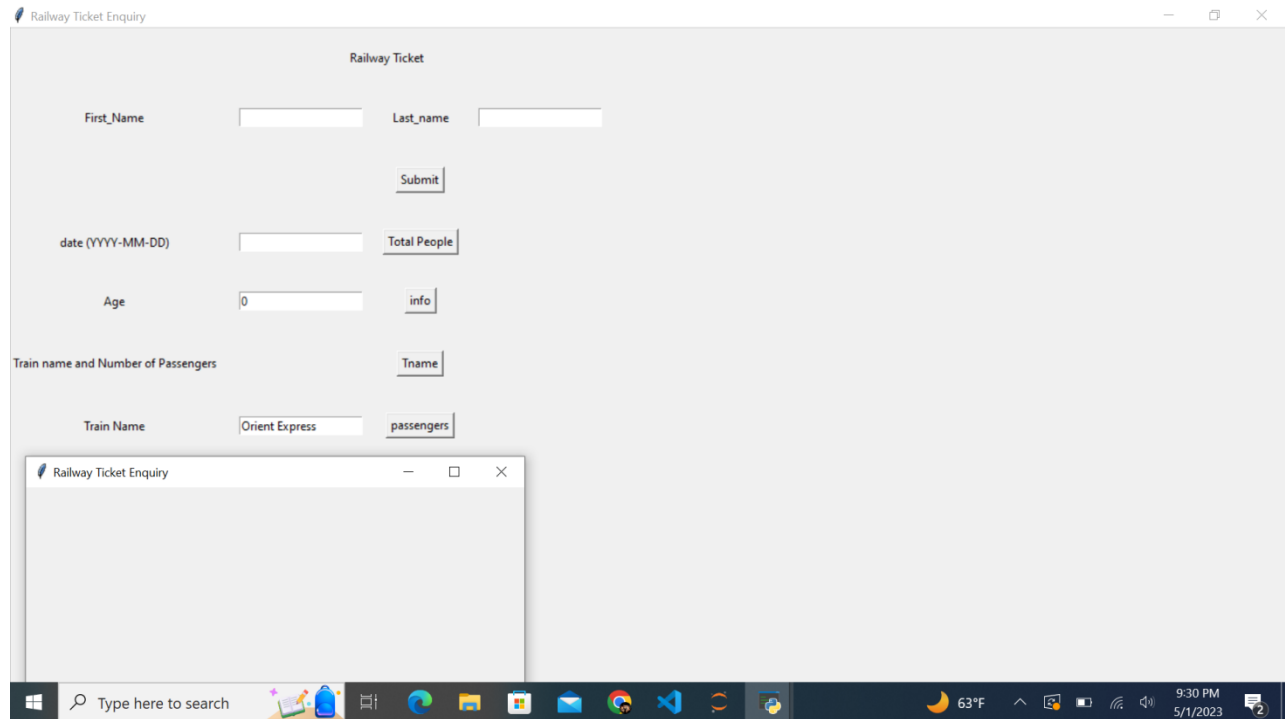 Railway Ticket Enquiry
Railway Ticket
First_Name Last_name
Submit
date (YYYY-MM-DD) Total People
Age 0 info
Train name and Number of Passengers Tname
Train Name Orient Express passengers
Railway Ticket Enquiry
Type here to search 63°F 9:30 PM
5/1/2023 2